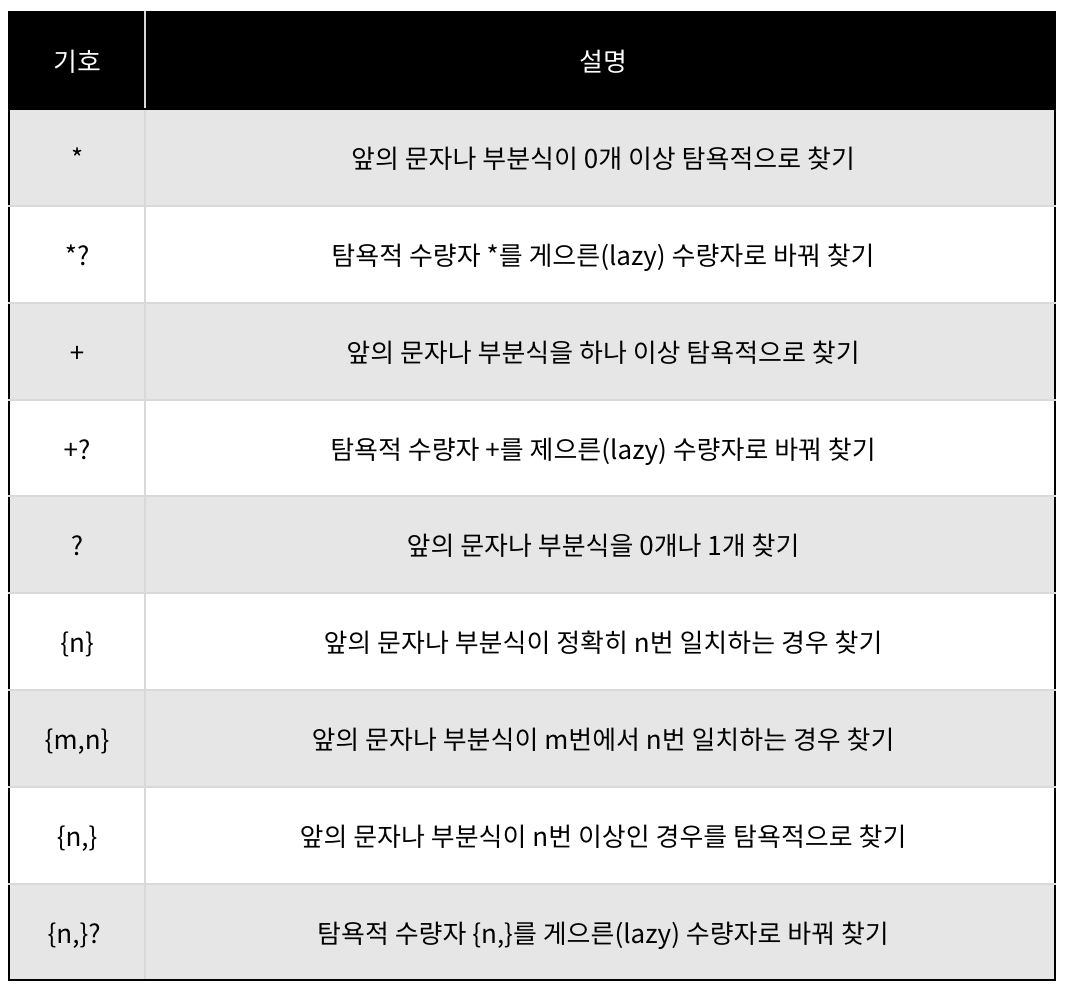 기호 설명
* 앞의 문자나 부분식이 0개 이상 탐욕적으로 찾기
*? 탐욕적 수량자 *를 게으른(lazy) 수량자로 바꿔 찾기
+ 앞의 문자나 부분식을 하나 이상 탐욕적으로 찾기
+? 탐욕적 수량자 +를 제으른(lazy) 수량자로 바꿔 찾기
? 앞의 문자나 부분식을 0개나 1개 찾기
{n} 앞의 문자나 부분식이 정확히 n번 일치하는 경우 찾기
{m,n} 앞의 문자나 부분식이 m번에서 n번 일치하는 경우 찾기
{n,} 앞의 문자나 부분식이 n번 이상인 경우를 탐욕적으로 찾기
{n,}? 탐욕적 수량자 {n,}를 게으른(lazy) 수량자로 바꿔 찾기